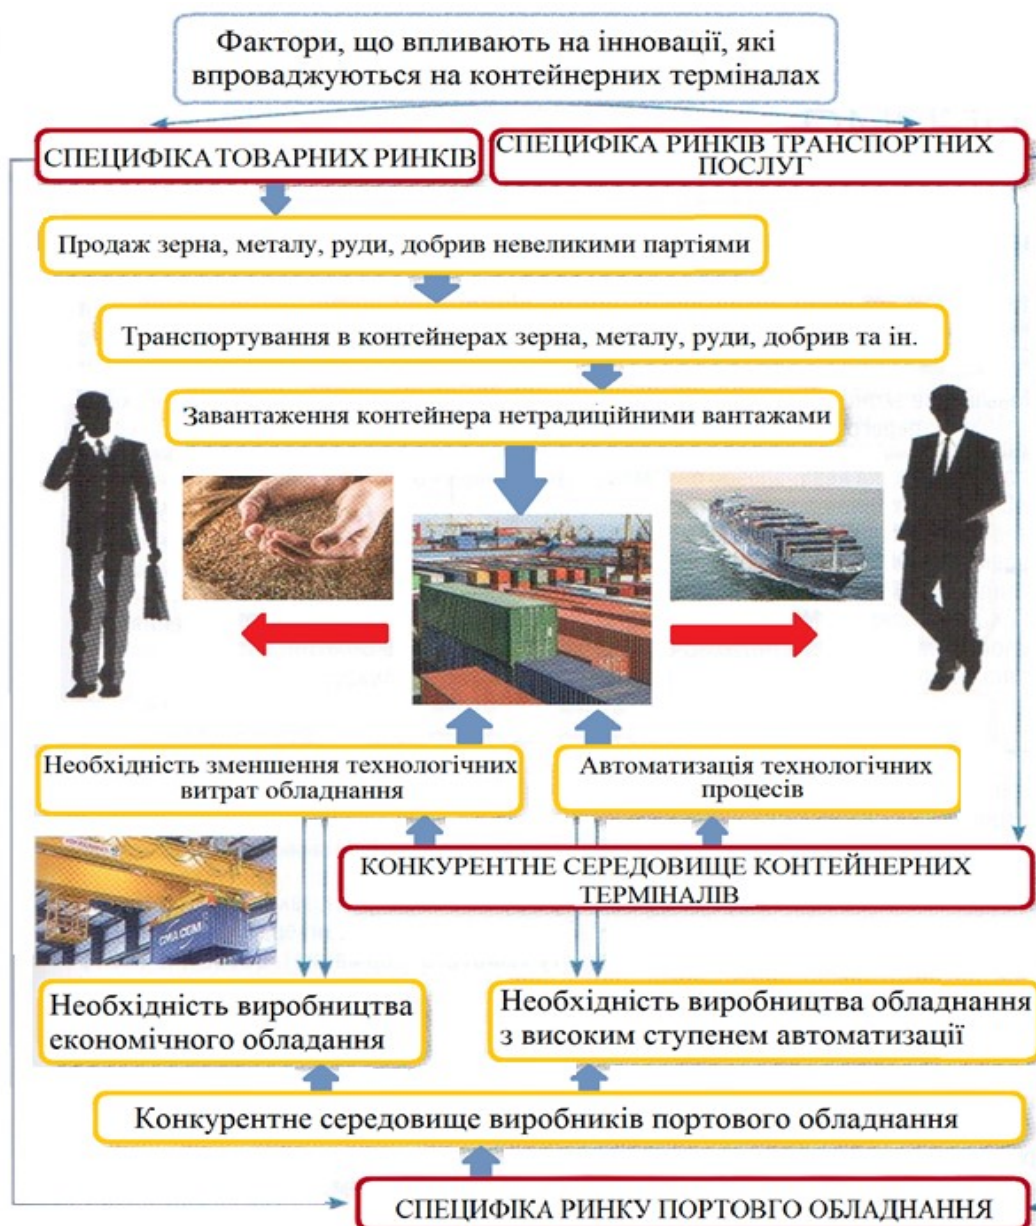 Фактори, що впливають на інновації, які
впроваджуються на контейнерних терміналах
СПЕЦИФІКА ТОВАРНИХ РИНКІВ
СПЕЦИФІКА РИНКІВ ТРАНСПОРТНИХ
ПОСЛУГ
Продаж зерна, металу, руди, добрив невеликими партіями
Транспортування в контейнерах зерна, металу, руди, добрив та ін.
Завантаження контейнера нетрадиційними вантажами
Необхідність зменшення технологічних
витрат обладнання
Автоматизація технологічних
процесів
КОНКУРЕНТНЕ СЕРЕДОВИЩЕ КОНТЕЙНЕРНИХ
ТЕРМІНАЛІВ
CMA CGM
Необхідність виробництва
економічного обладання
Необхідність виробництва обладнання
з високим ступенем автоматизації
Конкурентне середовище виробників портового обладнання
СПЕЦИФІКА РИНКУ ПОРТОВГО ОБЛАДНАННЯ